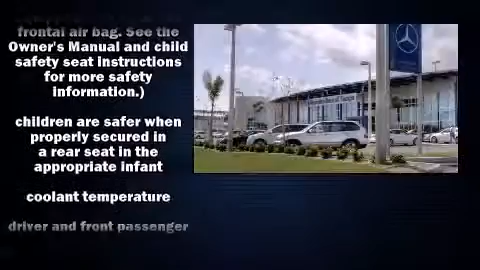 frontal air bag. See the
Owner's Manual and child
safety seat instructions
for more safety
information.)
children are safer when
properly secured in
a rear seat in the
appropriate infant
coolant temperature
driver and front passenger